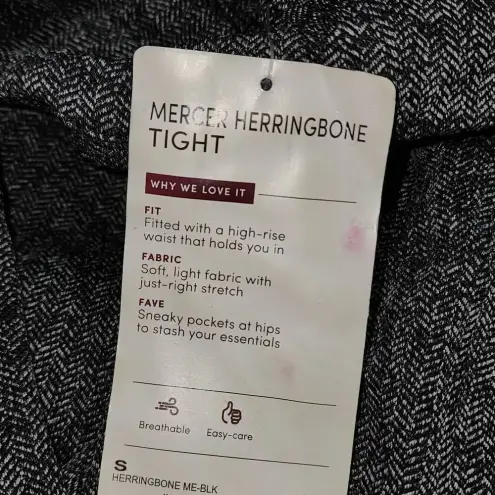 MERCER HERRINGBONE
TIGHT
WHY WE LOVE IT
FIT
Fitted with a high-rise
waist that holds you in
FABRIC
Soft, light fabric with
just-right stretch
FAVE
Sneaky pockets at hips
to stash your essentials
Breathable Easy-care
S
HERRINGBONE ME-BLK